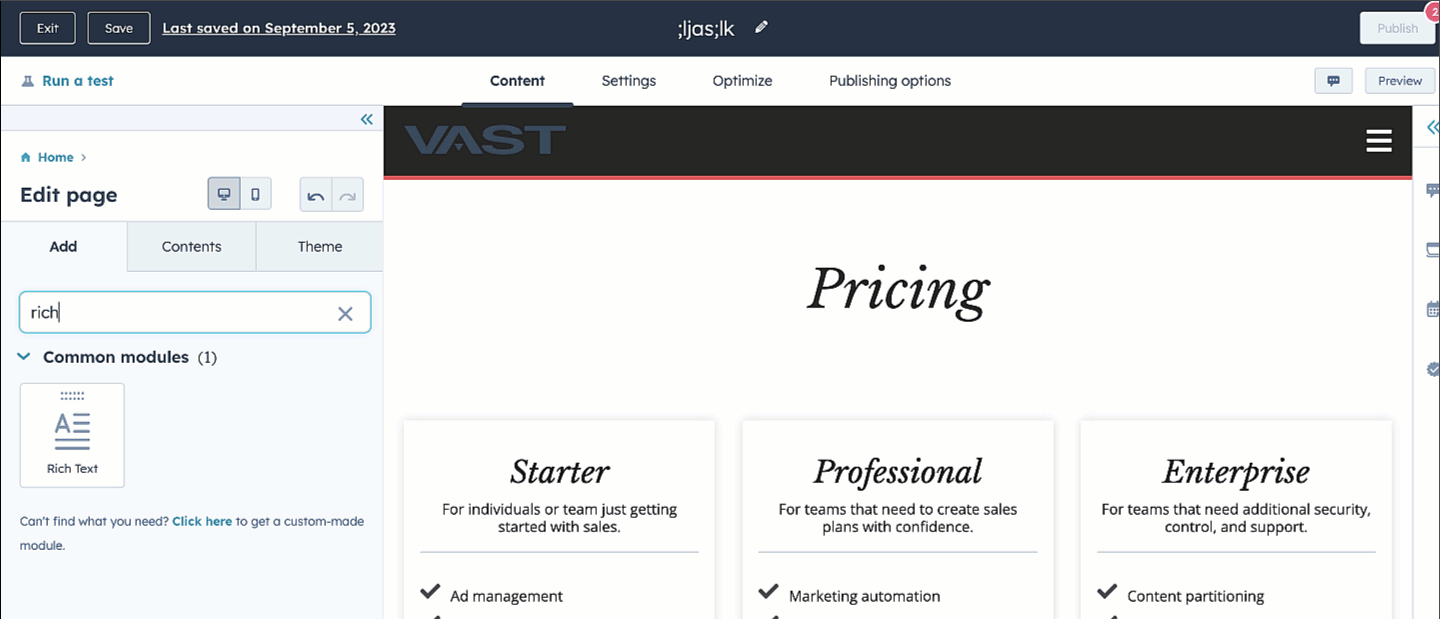 Exit
Save
Last saved on September 5, 2023
;ljas;lk
Publish
2
Run a test
Content
Settings
Optimize
Publishing options
Preview
Home
Edit page
Add
Contents
Theme
rich
Common modules (1)
A
Rich Text
Can't find what you need? Click here to get a custom-made
module.
VAST
Pricing
Starter
For individuals or team just getting
started with sales.
Ad management
Professional
For teams that need to create sales
plans with confidence.
Marketing automation
Enterprise
For teams that need additional security,
control, and support.
Content partitioning